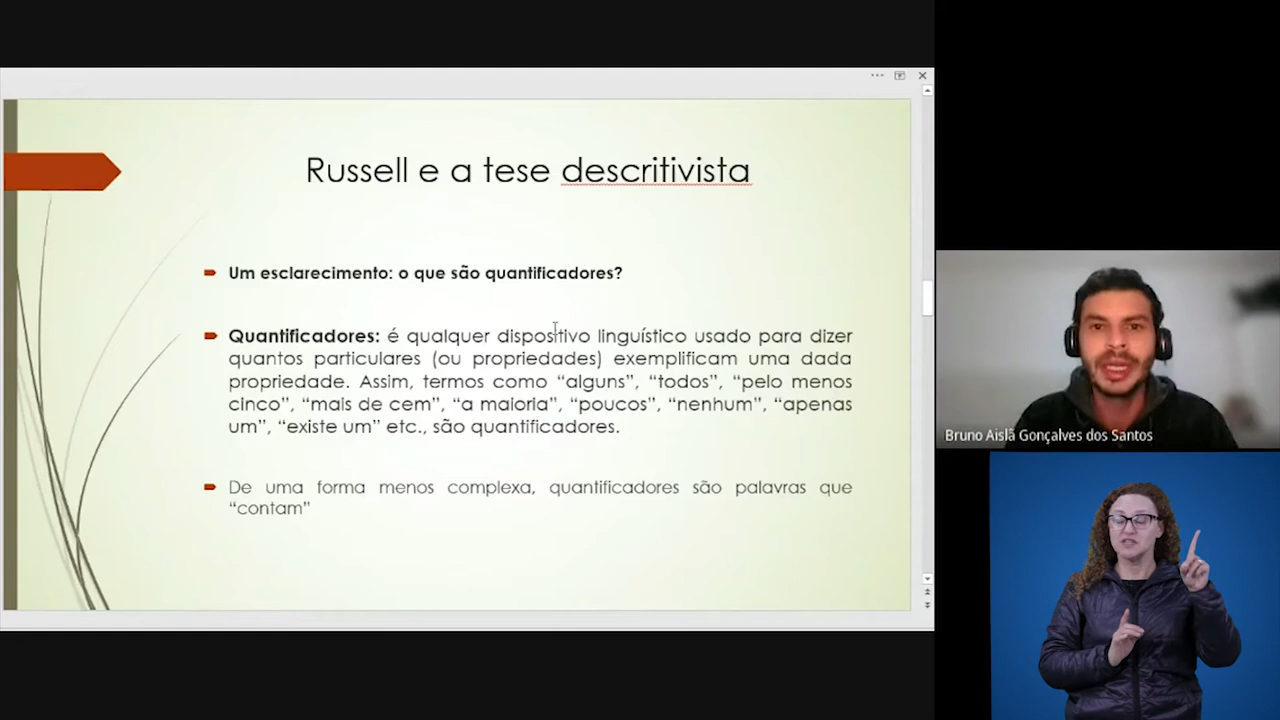 Russell e a tese descritivista
Um esclarecimento: o que são quantificadores?
Quantificadores: é qualquer dispositivo linguístico usado para dizer
quantos particulares (ou propriedades) exemplificam uma dada
propriedade. Assim, termos como “alguns”, “todos”, “pelo menos
cinco”, “mais de cem”, “a maioria”, “poucos”, “nenhum”, “apenas
um”, “existe um” etc., são quantificadores.
De uma forma menos complexa, quantificadores são palavras que
“contam”
Bruno Aislã Gonçalves dos Santos